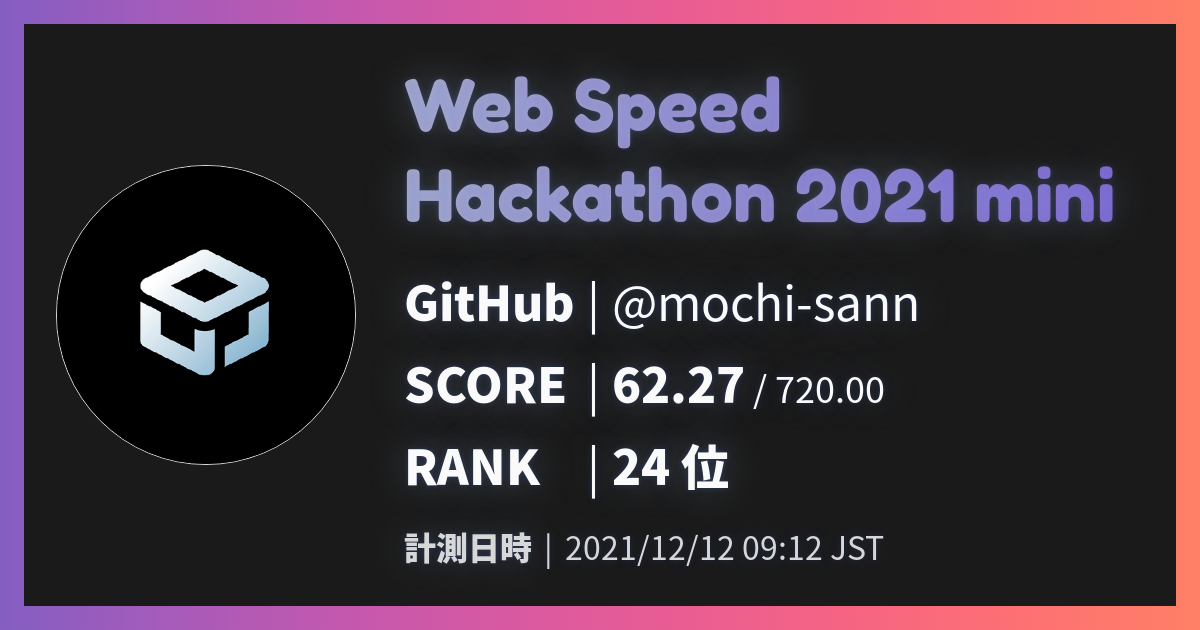 Web Speed
Hackathon 2021 mini
GitHub | @mochi-sann
SCORE | 62.27 / 720.00
RANK | 24 位
計測日時 | 2021/12/12 09:12 JST